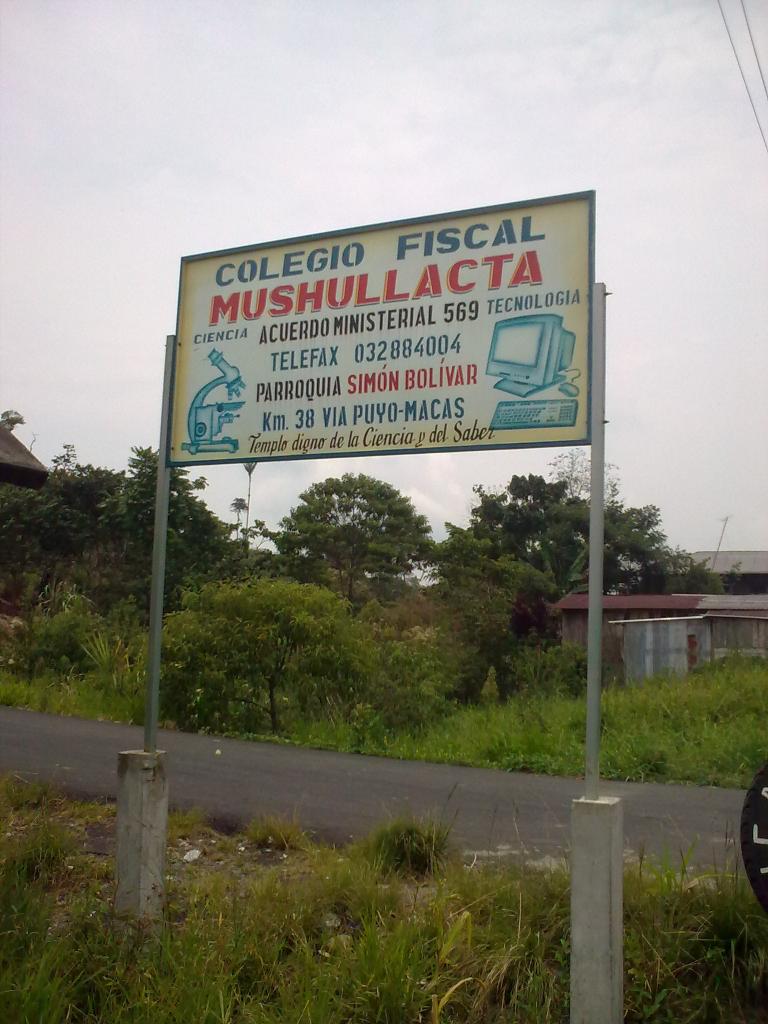 COLEGIO FISCAL
MUSHULLACTA
CIENCIA ACUERDO MINISTERIAL 569 TECNOLOGIA
TELEFAX 032884004
PARROQUIA SIMÓN BOLÍVAR
Km. 38 VIA PUYO-MACAS
Templo digno de la Ciencia y del Saber